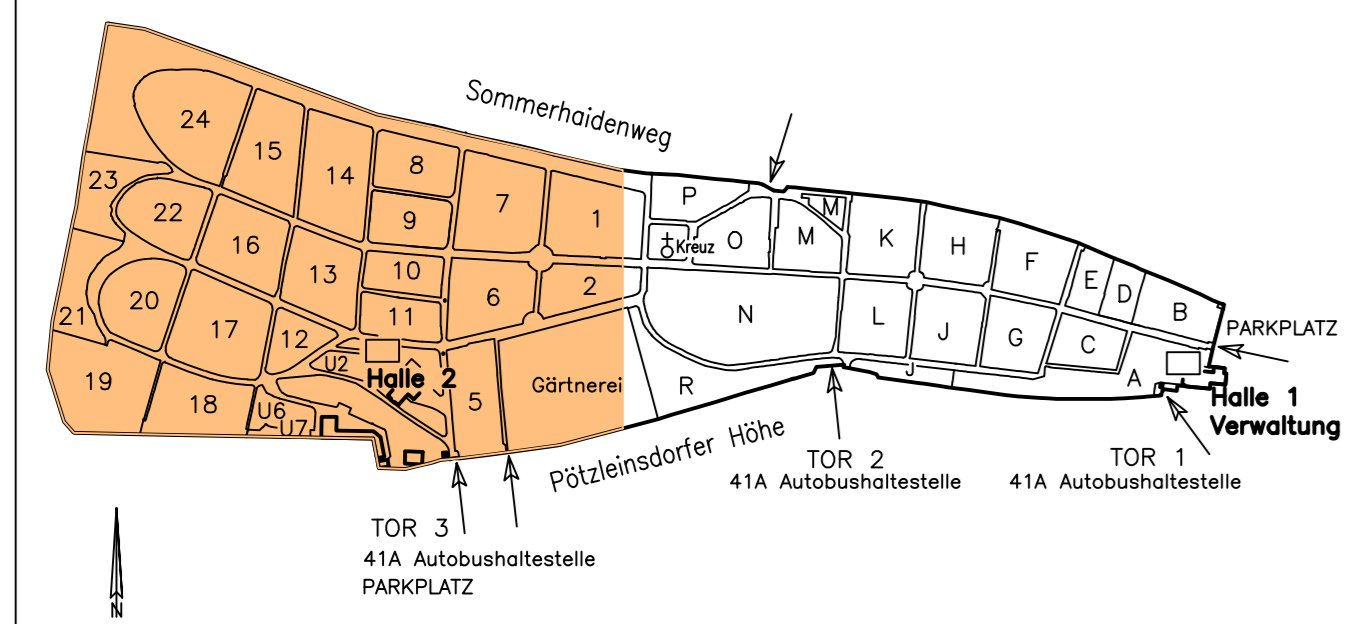 Sommerhaidenweg
24
15
14
8
7
1
P
M
23
22
16
9
Kreuz
O
M
K
H
F
E
D
B
13
10
6
2
N
L
J
G
C
PARKPLATZ
21
20
17
12
11
U2
Halle 2
5
Gärtnerei
R
J
A
Halle 1
Verwaltung
19
18
U6
U7
Pötzleinsdorfer Höhe
TOR 2
41A Autobushaltestelle
TOR 1
41A Autobushaltestelle
TOR 3
41A Autobushaltestelle
PARKPLATZ
N